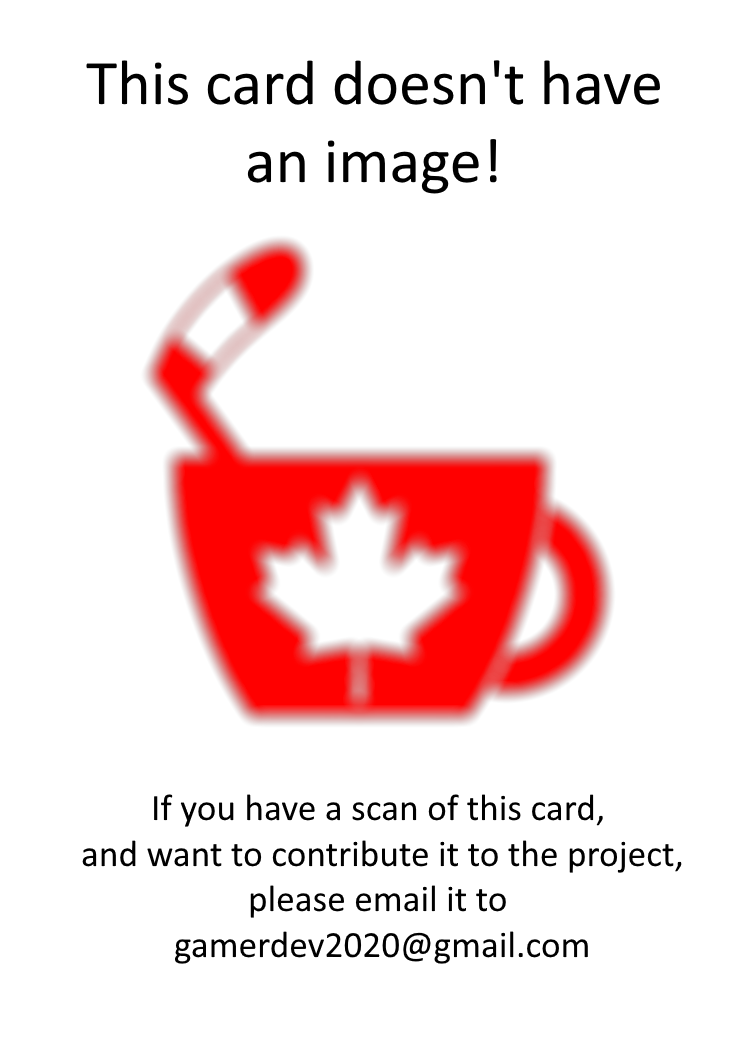 This card doesn't have
an image!
If you have a scan of this card,
and want to contribute it to the project,
please email it to
gamerdev2020@gmail.com